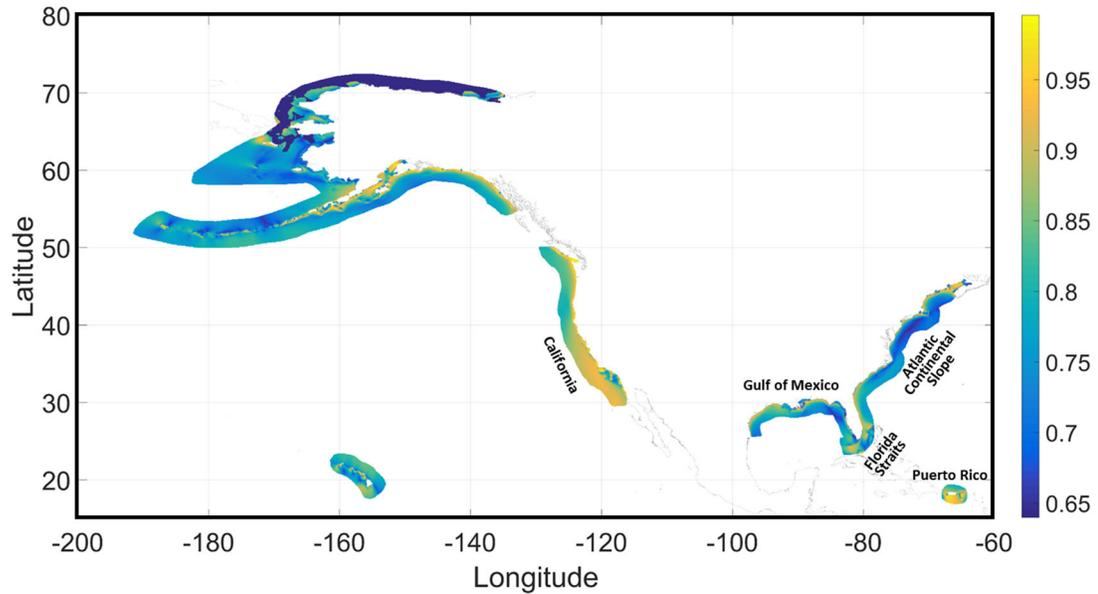 80
70
60
50
40
30
20
-200
-180
-160
-140
-120
-100
-80
-60
Latitude
Longitude
California
Gulf of Mexico
Florida
Straits
Atlantic
Continental
Slope
Puerto Rico
0.95
0.9
0.85
0.8
0.75
0.7
0.65